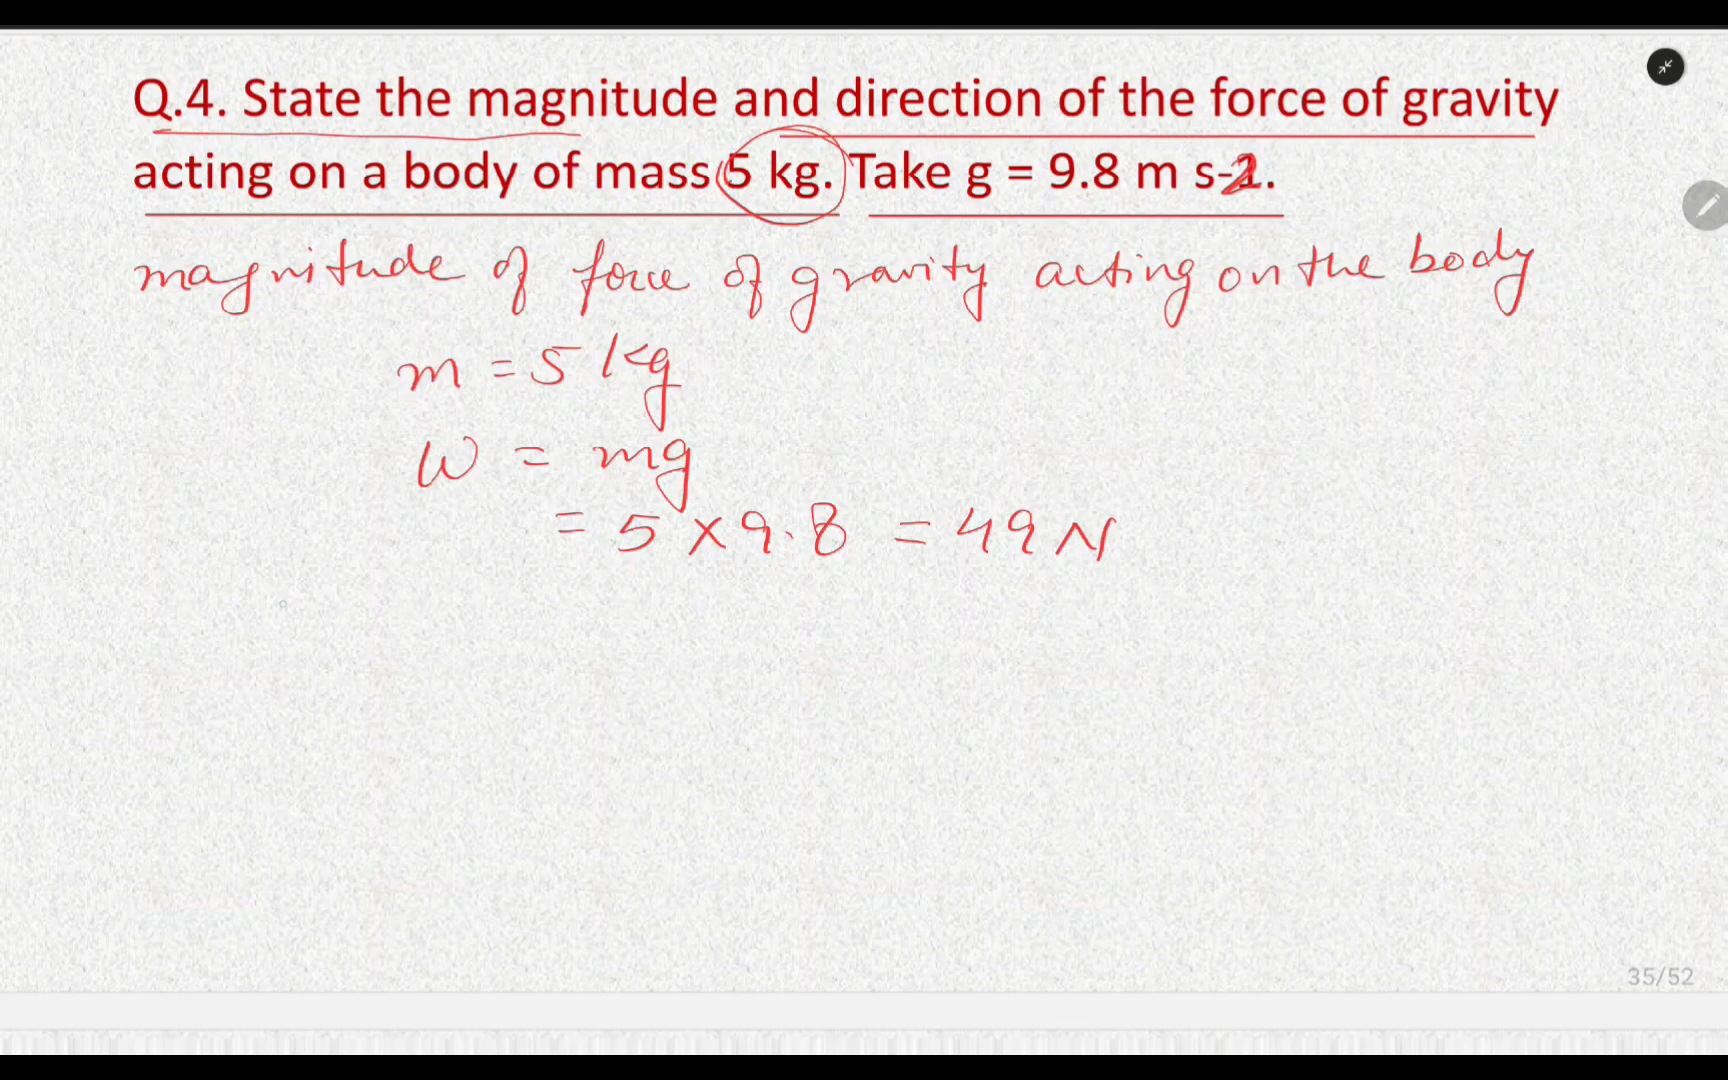 Q.4. State the magnitude and direction of the force of gravity
acting on a body of mass 5 kg. Take g = 9.8 m s-2.
magnitude of force of gravity acting on the body
m = 5 kg
W = mg
= 5 × 9.8 = 49 N
35/52